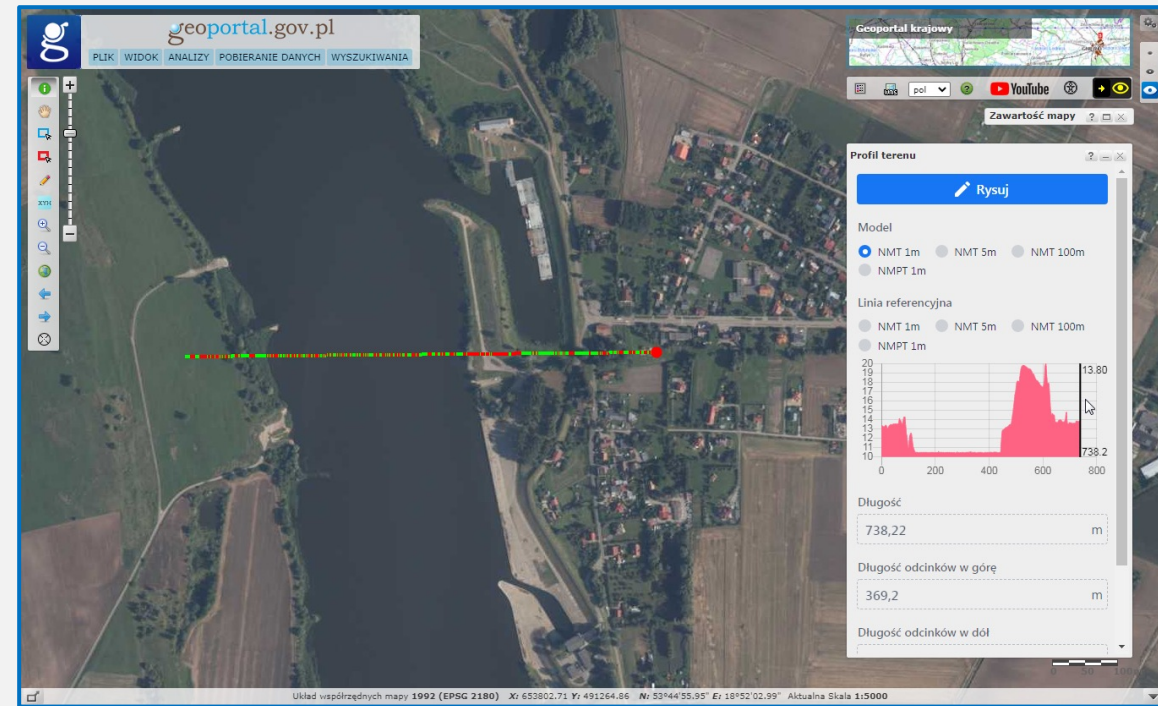 geoportal.gov.pl
PLIK WIDOK ANALIZY POBIERANIE DANYCH WYSZUKIWANIA
XYH
Geoportal krajowy
pol ? YouTube
Zawartość mapy ?
Profil terenu ?
Rysuj
Model
NMT 1m NMT 5m NMT 100m
NMPT 1m
Linia referencyjna
NMT 1m NMT 5m NMT 100m
NMPT 1m
20
19
18
17
16
15
14
13
12
11
10
13.80
738.2
0 200 400 600 800
Długość
738,22 m
Długość odcinków w górę
369,2 m
Długość odcinków w dół
0 50 100
Układ współrzędnych mapy 1992 (EPSG 2180) X: 653802.71 Y: 491264.86 N: 53°44'55.95" E: 18°52'02.99" Aktualna Skala 1:5000